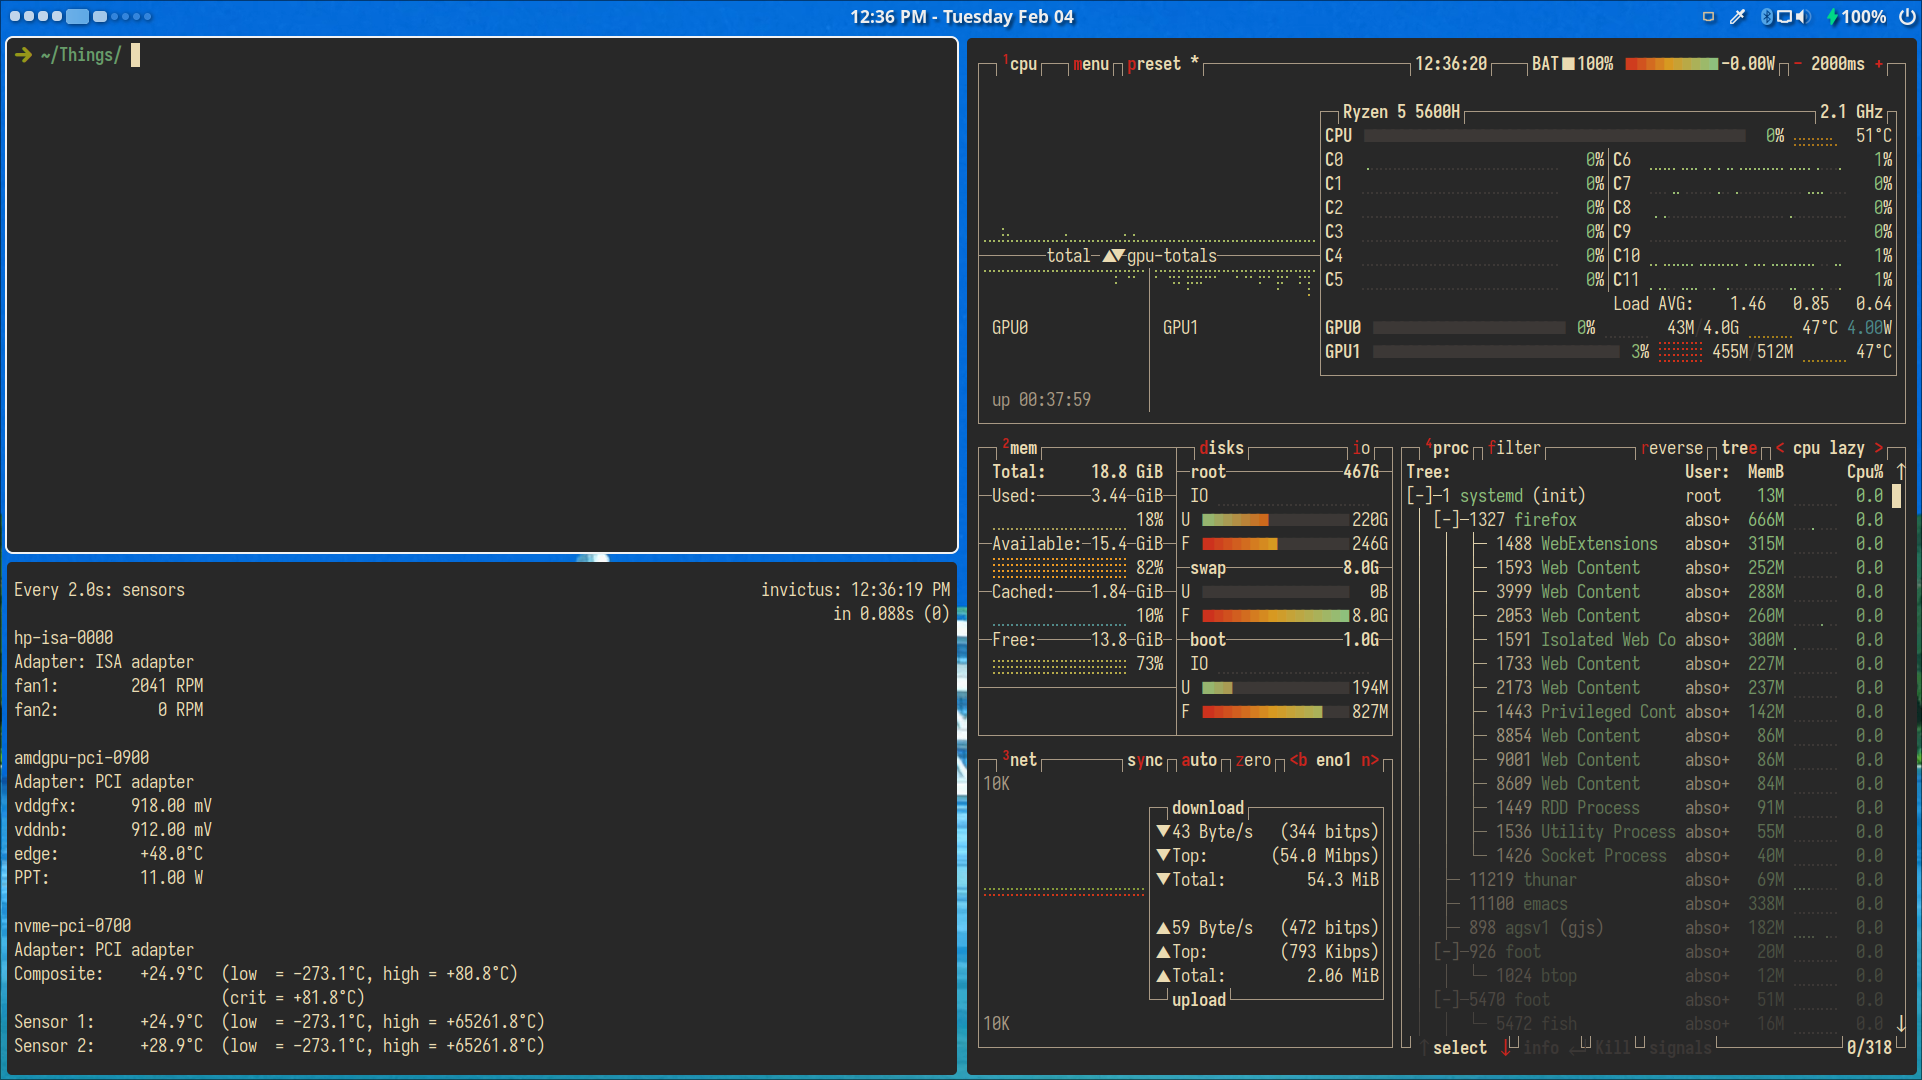 12:36 PM - Tuesday Feb 04
100%
➜ ~/Things/
Every 2.0s: sensors invictus: 12:36:19 PM
in 0.088s (0)
hp-isa-0000
Adapter: ISA adapter
fan1: 2041 RPM
fan2: 0 RPM
amdgpu-pci-0900
Adapter: PCI adapter
vddgfx: 918.00 mV
vddnb: 912.00 mV
edge: +48.0°C
PPT: 11.00 W
nvme-pci-0700
Adapter: PCI adapter
Composite: +24.9°C (low = -273.1°C, high = +80.8°C)
(crit = +81.8°C)
Sensor 1: +24.9°C (low = -273.1°C, high = +65261.8°C)
Sensor 2: +28.9°C (low = -273.1°C, high = +65261.8°C)
1cpu menu preset * 12:36:20 BAT■100% -0.00W - 2000ms +
Ryzen 5 5600H 2.1 GHz
CPU 0% 51°C
C0 0% C6 1%
C1 0% C7 0%
C2 0% C8 0%
C3 0% C9 0%
C4 0% C10 1%
C5 0% C11 1%
Load AVG: 1.46 0.85 0.64
GPU0 0% 43M/4.0G 47°C 4.00W
GPU1 3% 455M/512M 47°C
total ▲▼gpu-totals
GPU0 GPU1
up 00:37:59
2mem
Total: 18.8 GiB
Used: 3.44 GiB
18%
Available: 15.4 GiB
82%
Cached: 1.84 GiB
10%
Free: 13.8 GiB
73%
disks io
root 467G
IO
U 220G
F 246G
swap 8.0G
U 0B
F 8.0G
boot 1.0G
IO
U 194M
F 827M
3net sync auto zero <b eno1 n>
10K
download
▼43 Byte/s (344 bitps)
▼Top: (54.0 Mibps)
▼Total: 54.3 MiB
▲59 Byte/s (472 bitps)
▲Top: (793 Kibps)
▲Total: 2.06 MiB
upload
10K
4proc filter reverse tree < cpu lazy >
Tree: User: MemB Cpu% ↑
[-]-1 systemd (init) root 13M 0.0
[-]-1327 firefox abso+ 666M 0.0
1488 WebExtensions abso+ 315M 0.0
1593 Web Content abso+ 252M 0.0
3999 Web Content abso+ 288M 0.0
2053 Web Content abso+ 260M 0.0
1591 Isolated Web Co abso+ 300M 0.0
1733 Web Content abso+ 227M 0.0
2173 Web Content abso+ 237M 0.0
1443 Privileged Cont abso+ 142M 0.0
8854 Web Content abso+ 86M 0.0
9001 Web Content abso+ 86M 0.0
8609 Web Content abso+ 84M 0.0
1449 RDD Process abso+ 91M 0.0
1536 Utility Process abso+ 55M 0.0
1426 Socket Process abso+ 40M 0.0
11219 thunar abso+ 69M 0.0
11100 emacs abso+ 338M 0.0
898 agsv1 (gjs) abso+ 182M 0.0
[-]-926 foot abso+ 20M 0.0
1024 btop abso+ 12M 0.0
[-]-5470 foot abso+ 51M 0.0
5472 fish abso+ 16M 0.0 ↓
↑ select ↓ info ↵ Kill signals 0/318